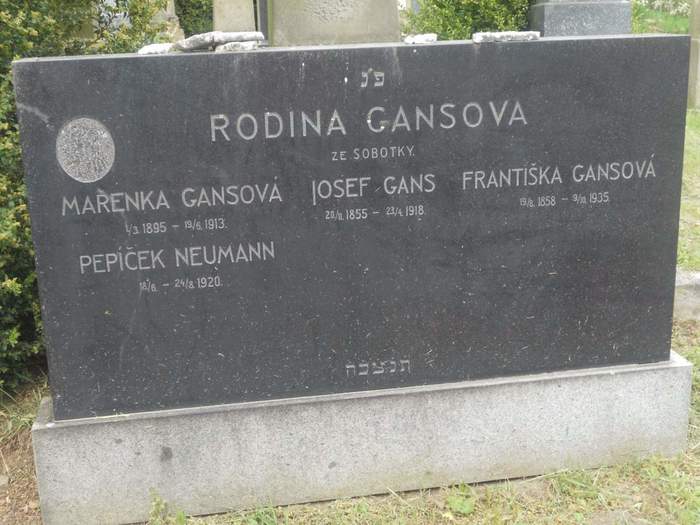 פ״נ
RODINA GANSOVA
ZE SOBOTKY.
MAŘENKA GANSOVÁ
1/3. 1895 – 19/6. 1913.
JOSEF GANS
20/11. 1855 – 23/4. 1918.
FRANTIŠKA GANSOVÁ
19/8. 1858 – 9/10. 1935.
PEPÍČEK NEUMANN
18/6. – 24/8. 1920.
תנצבה